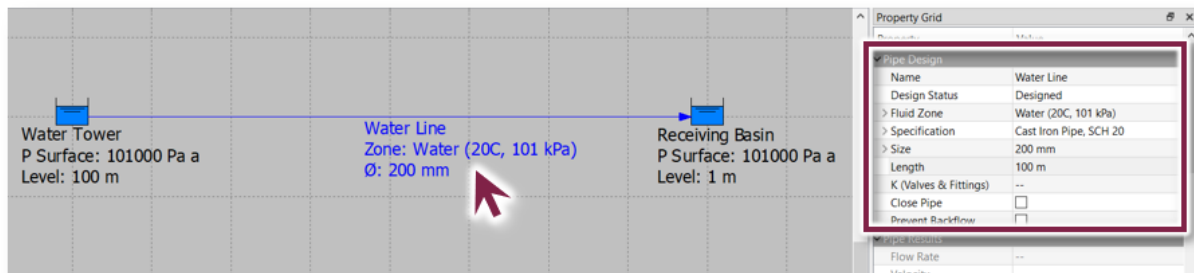 Property Grid
Property Value
Pipe Design
Name Water Line
Design Status Designed
Fluid Zone Water (20C, 101 kPa)
Specification Cast Iron Pipe, SCH 20
Size 200 mm
Length 100 m
K (Valves & Fittings) --
Close Pipe
Prevent Backflow
Pipe Results
Flow Rate --
Velocity
Water Tower
P Surface: 101000 Pa a
Level: 100 m
Water Line
Zone: Water (20C, 101 kPa)
Ø: 200 mm
Receiving Basin
P Surface: 101000 Pa a
Level: 1 m